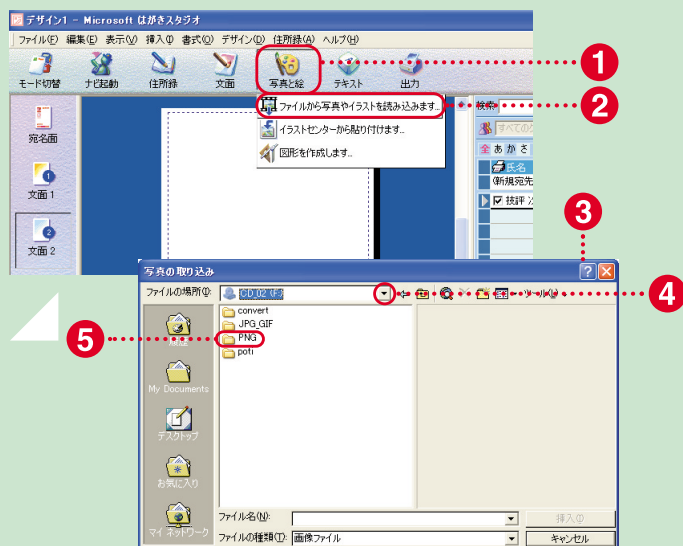 デザイン1 - Microsoft はがきスタジオ
ファイル(F) 編集(E) 表示(V) 挿入(I) 書式(O) デザイン(D) 住所録(A) ヘルプ(H)
モード切替 ナビ起動 住所録 文面 写真と絵 テキスト 出力
1
ファイルから写真やイラストを読み込みます...
2
イラストセンターから貼り付けます...
図形を作成します...
宛名面
文面 1
文面 2
検索
すべての
全 あ か さ
氏名
(新規宛先
技評
3
写真の取り込み
ファイルの場所(I): CD_02 (F:)
ツール(L)
4
convert
JPG_GIF
PNG
poti
5
履歴
My Documents
デスクトップ
お気に入り
マイ ネットワーク
ファイル名(N): 挿入(I)
ファイルの種類(T): 画像ファイル キャンセル